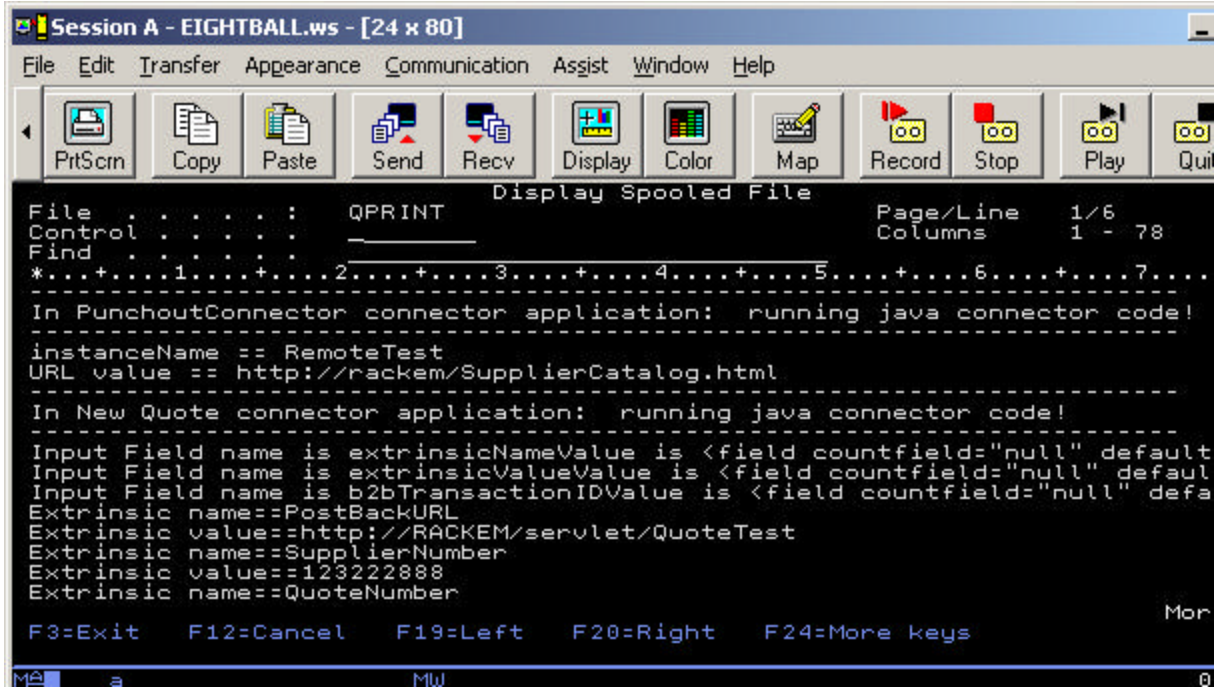 Session A - EIGHTBALL.ws - [24 x 80]
File Edit Transfer Appearance Communication Assist Window Help
PrtScrn Copy Paste Send Recv Display Color Map Record Stop Play Quit
Display Spooled File
File . . . . . : QPRINT Page/Line 1/6
Control . . . . . Columns 1 - 78
Find . . . . . .
*...+....1....+....2....+....3....+....4....+....5....+....6....+....7....
------------------------------------------------------------------------
In PunchoutConnector connector application: running java connector code!
------------------------------------------------------------------------
instanceName == RemoteTest
URL value == http://rackem/SupplierCatalog.html
------------------------------------------------------------------------
In New Quote connector application: running java connector code!
------------------------------------------------------------------------
Input Field name is extrinsicNameValue is <field countfield="null" default
Input Field name is extrinsicValueValue is <field countfield="null" defaul
Input Field name is b2bTransactionIDValue is <field countfield="null" defa
Extrinsic name==PostBackURL
Extrinsic value==http://RACKEM/servlet/QuoteTest
Extrinsic name==SupplierNumber
Extrinsic value==123222888
Extrinsic name==QuoteNumber
Mor
F3=Exit F12=Cancel F19=Left F20=Right F24=More keys
MA a MW 0